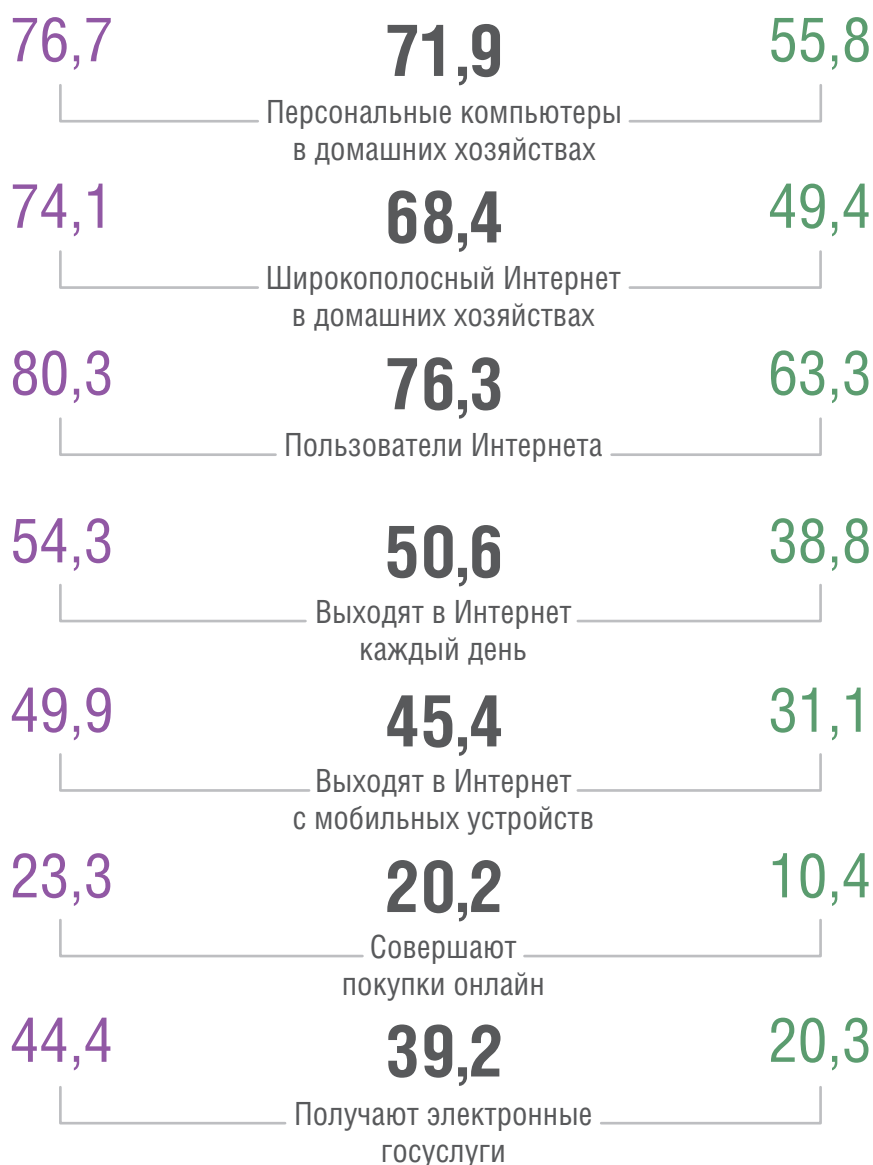 76,7 71,9 55,8
Персональные компьютеры
в домашних хозяйствах
74,1 68,4 49,4
Широкополосный Интернет
в домашних хозяйствах
80,3 76,3 63,3
Пользователи Интернета
54,3 50,6 38,8
Выходят в Интернет
каждый день
49,9 45,4 31,1
Выходят в Интернет
с мобильных устройств
23,3 20,2 10,4
Совершают
покупки онлайн
44,4 39,2 20,3
Получают электронные
госуслуги